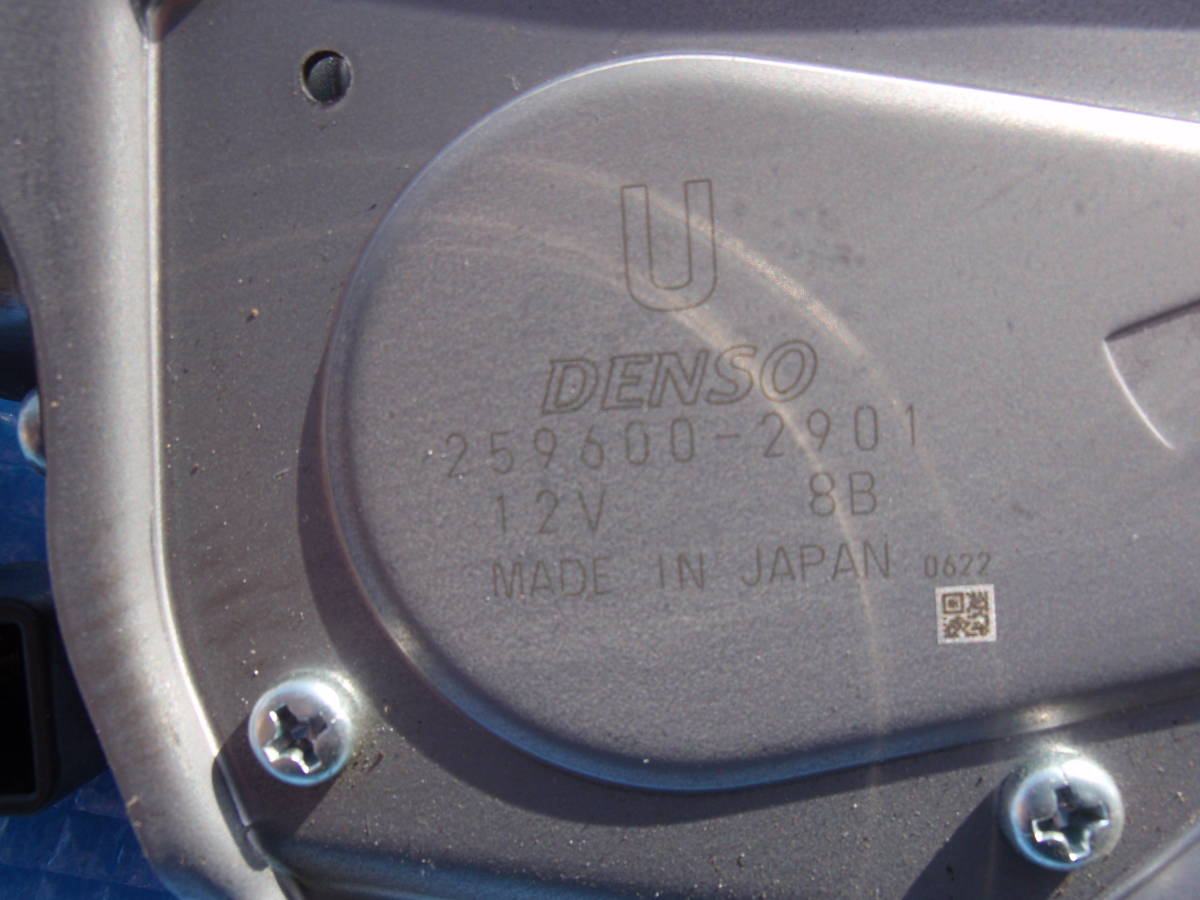 U
DENSO
259600-2901
12V 8B
MADE IN JAPAN 0622